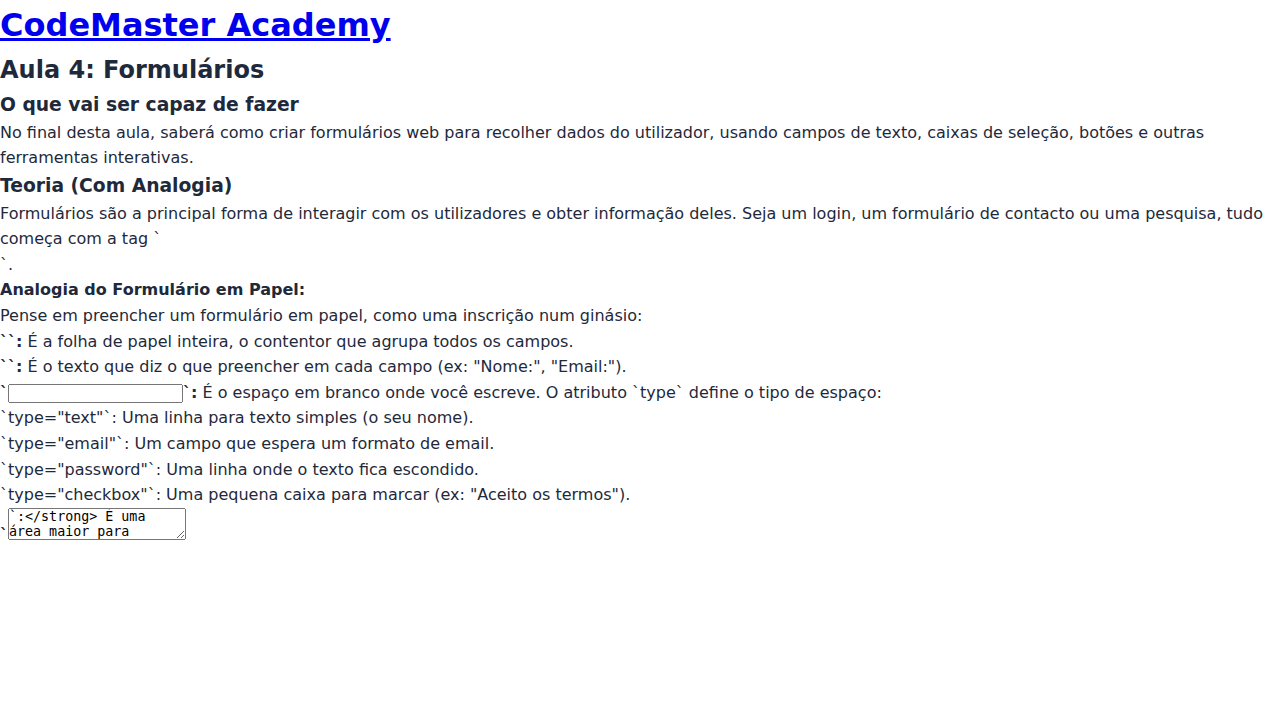 CodeMaster Academy
Aula 4: Formulários
O que vai ser capaz de fazer
No final desta aula, saberá como criar formulários web para recolher dados do utilizador, usando campos de texto, caixas de seleção, botões e outras
ferramentas interativas.
Teoria (Com Analogia)
Formulários são a principal forma de interagir com os utilizadores e obter informação deles. Seja um login, um formulário de contacto ou uma pesquisa, tudo
começa com a tag `
`.
Analogia do Formulário em Papel:
Pense em preencher um formulário em papel, como uma inscrição num ginásio:
``: É a folha de papel inteira, o contentor que agrupa todos os campos.
``: É o texto que diz o que preencher em cada campo (ex: "Nome:", "Email:").
` `: É o espaço em branco onde você escreve. O atributo `type` define o tipo de espaço:
`type="text"`: Uma linha para texto simples (o seu nome).
`type="email"`: Um campo que espera um formato de email.
`type="password"`: Uma linha onde o texto fica escondido.
`type="checkbox"`: Uma pequena caixa para marcar (ex: "Aceito os termos").
`:</strong> É uma
` área maior para